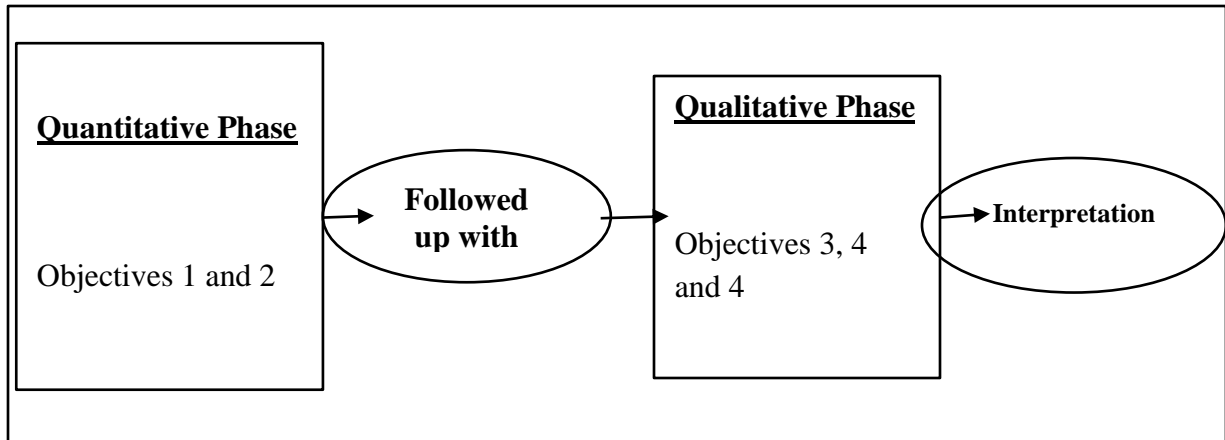 Quantitative Phase
Objectives 1 and 2
Followed
up with
Qualitative Phase
Objectives 3, 4
and 4
Interpretation